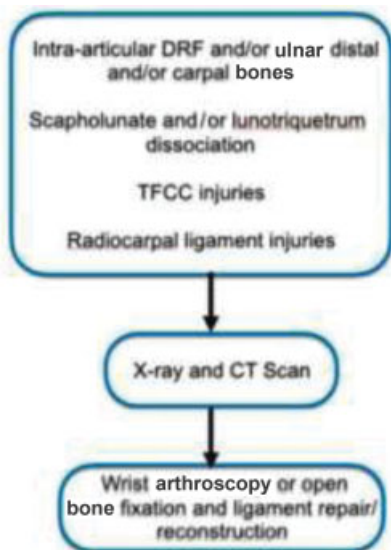 Intra-articular DRF and/or ulnar distal
and/or carpal bones
Scapholunate and/or lunotriquetrum
dissociation
TFCC injuries
Radiocarpal ligament injuries
X-ray and CT Scan
Wrist arthroscopy or open
bone fixation and ligament repair/
reconstruction